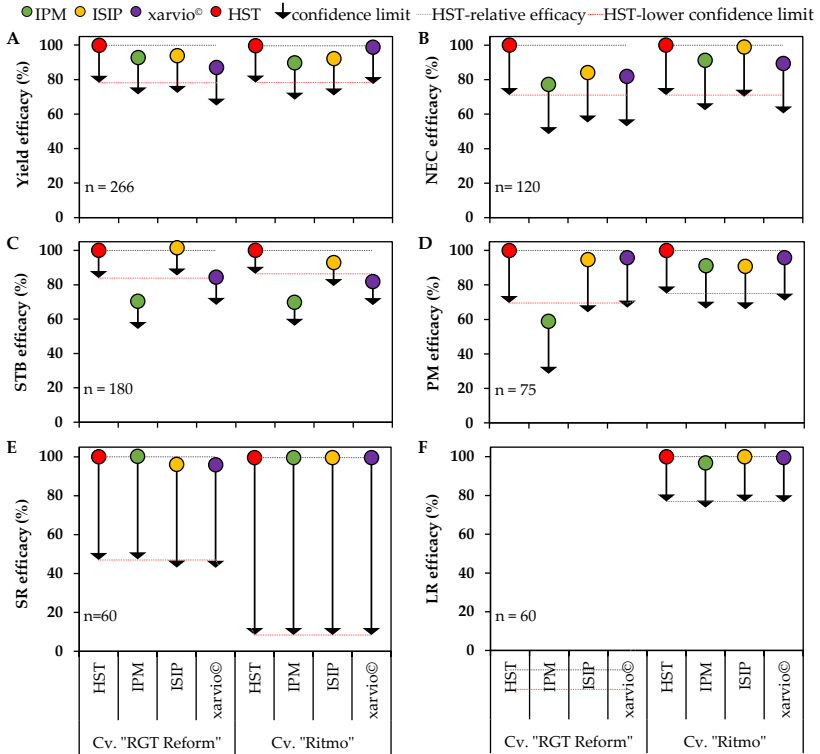 IPM ISIP xarvio© HST confidence limit HST-relative efficacy HST-lower confidence limit
A
Yield efficacy (%)
120
100
80
60
40
20
0
n = 266
B
NEC effficacy (%)
120
100
80
60
40
20
0
n= 120
C
STB efficacy (%)
100
80
60
40
20
0
n = 180
D
PM efficacy (%)
100
80
60
40
20
0
n = 75
E
SR efficacy (%)
100
80
60
40
20
0
n=60
HST IPM ISIP xarvio© HST IPM ISIP xarvio©
Cv. "RGT Reform" Cv. "Ritmo"
F
LR efficacy (%)
100
80
60
40
20
0
n = 60
HST IPM ISIP xarvio© HST IPM ISIP xarvio©
Cv. "RGT Reform" Cv. "Ritmo"